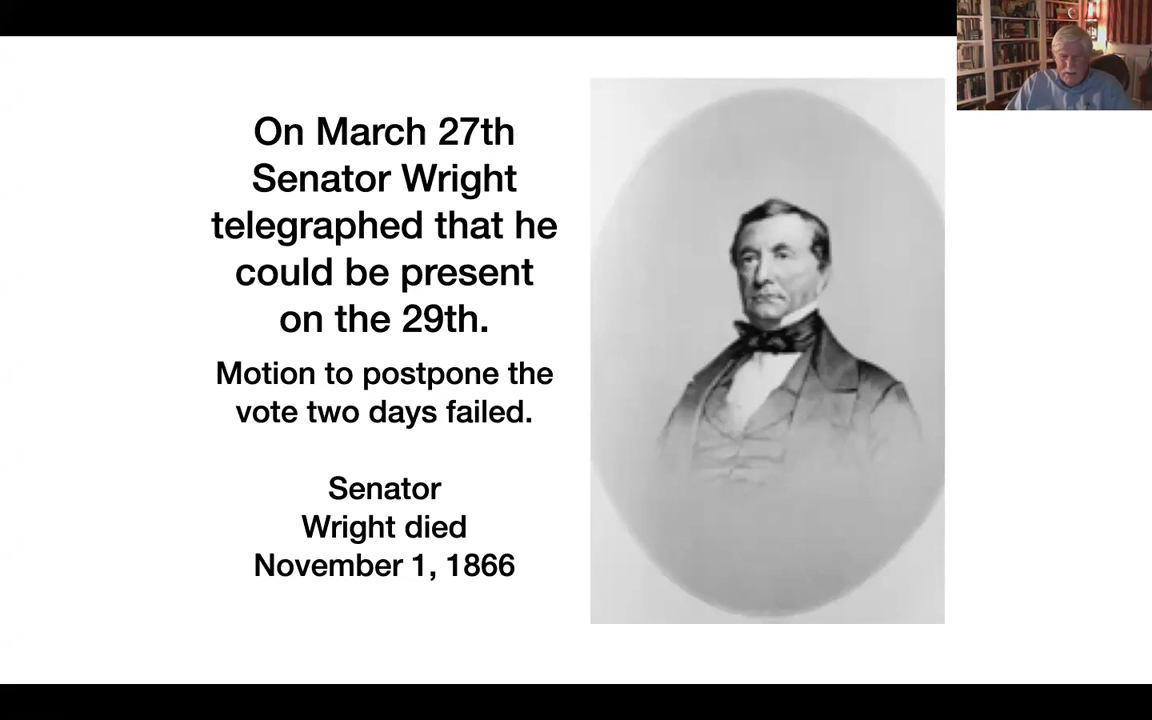 On March 27th
Senator Wright
telegraphed that he
could be present
on the 29th.
Motion to postpone the
vote two days failed.
Senator
Wright died
November 1, 1866